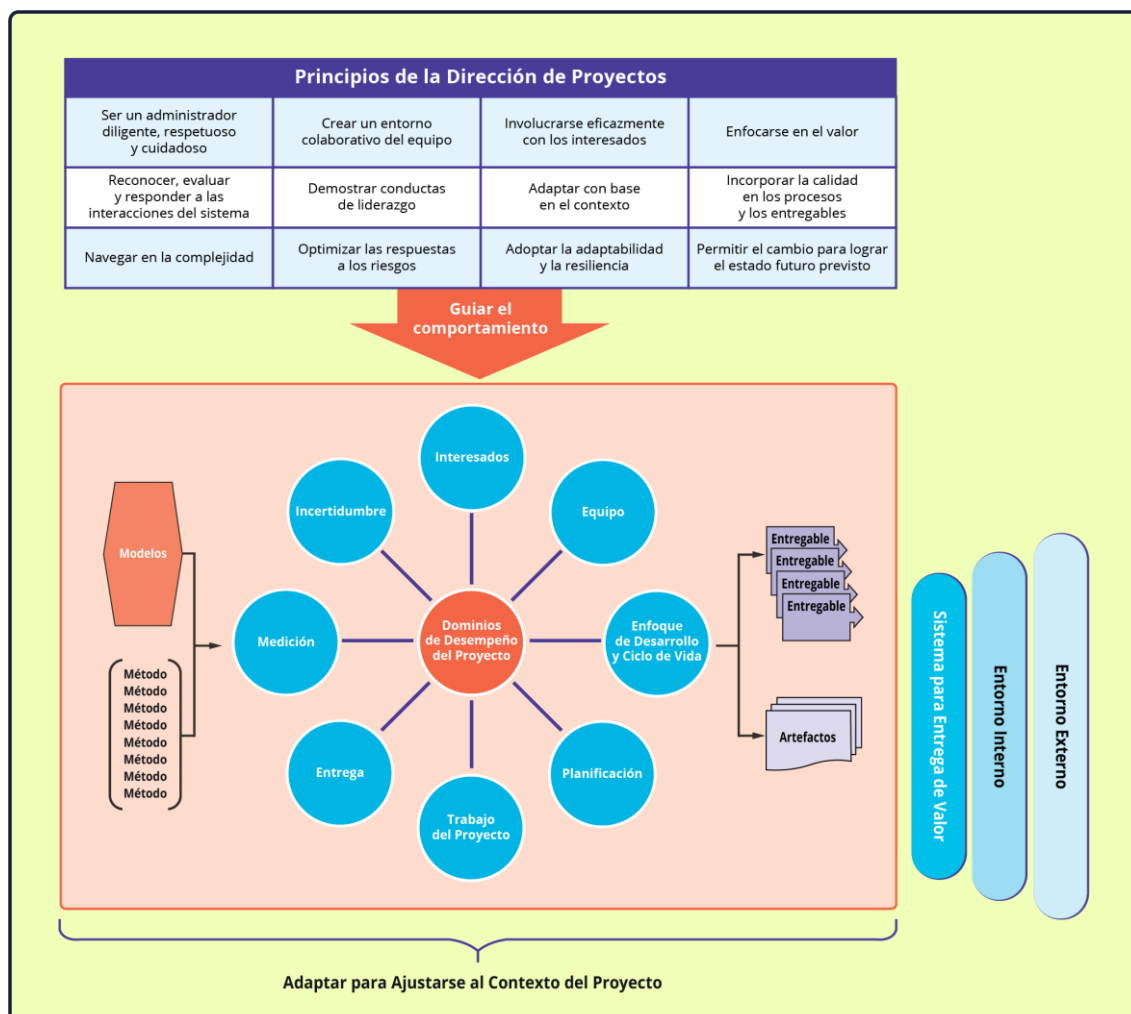 Principios de la Dirección de Proyectos
Ser un administrador
diligente, respetuoso
y cuidadoso
Crear un entorno
colaborativo del equipo
Involucrarse eficazmente
con los interesados
Enfocarse en el valor
Reconocer, evaluar
y responder a las
interacciones del sistema
Demostrar conductas
de liderazgo
Adaptar con base
en el contexto
Incorporar la calidad
en los procesos
y los entregables
Navegar en la complejidad
Optimizar las respuestas
a los riesgos
Adoptar la adaptabilidad
y la resiliencia
Permitir el cambio para lograr
el estado futuro previsto
Guiar el
comportamiento
Interesados
Incertidumbre
Equipo
Modelos
Medición
Dominios
de Desempeño
del Proyecto
Enfoque
de Desarrollo
y Ciclo de Vida
Método
Método
Método
Método
Método
Método
Método
Método
Entrega
Trabajo
del Proyecto
Planificación
Entregable
Entregable
Entregable
Entregable
Artefactos
Sistema para Entrega de Valor
Entorno Interno
Entorno Externo
Adaptar para Ajustarse al Contexto del Proyecto